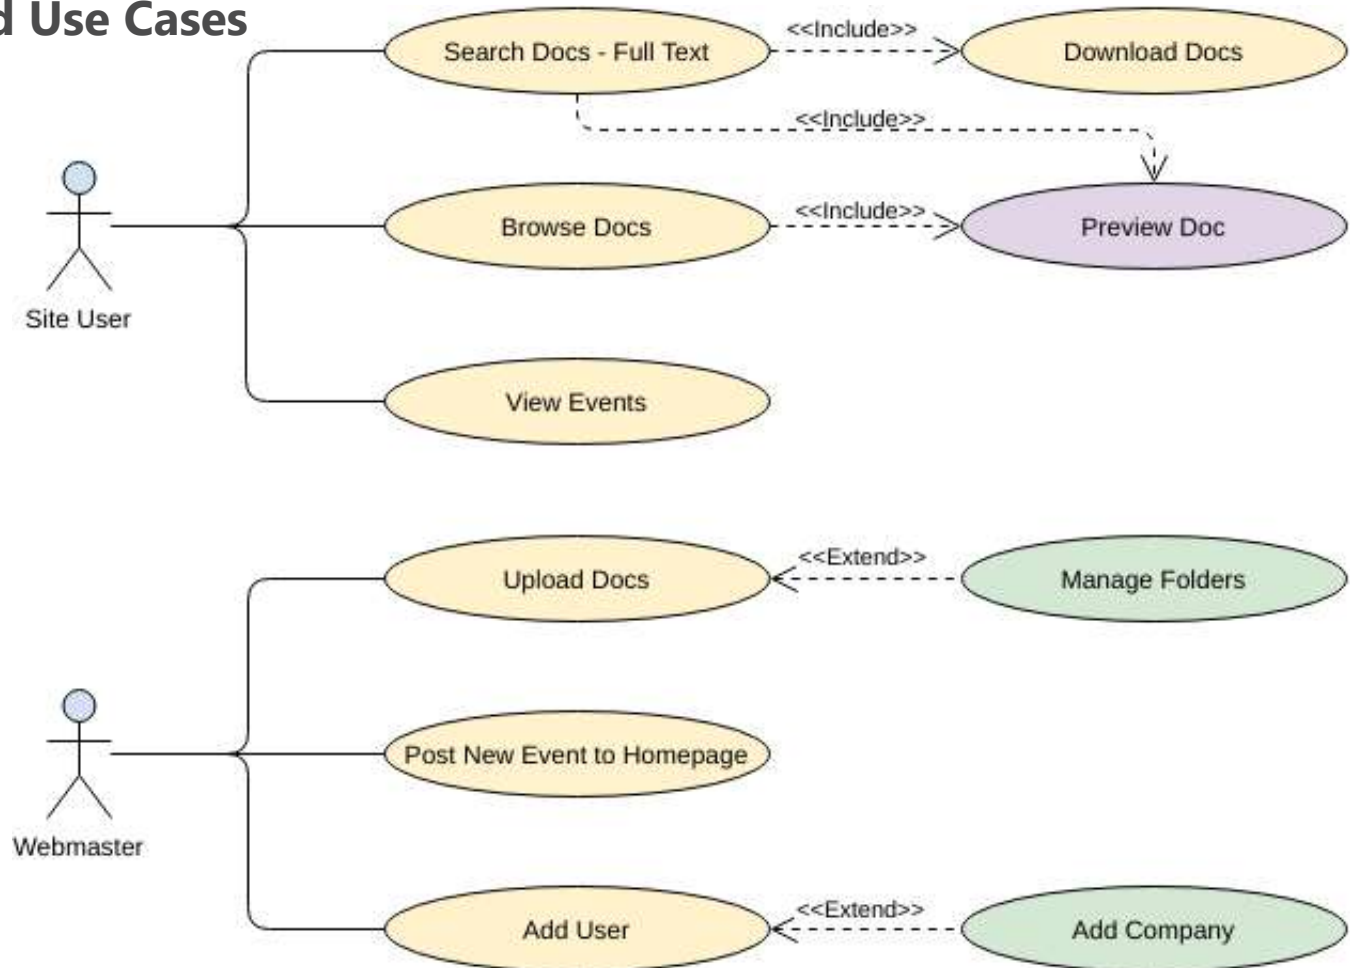 d Use Cases
Search Docs - Full Text
<<Include>>
Download Docs
<<Include>>
Browse Docs
<<Include>>
Preview Doc
Site User
View Events
Upload Docs
<<Extend>>
Manage Folders
Post New Event to Homepage
Webmaster
Add User
<<Extend>>
Add Company